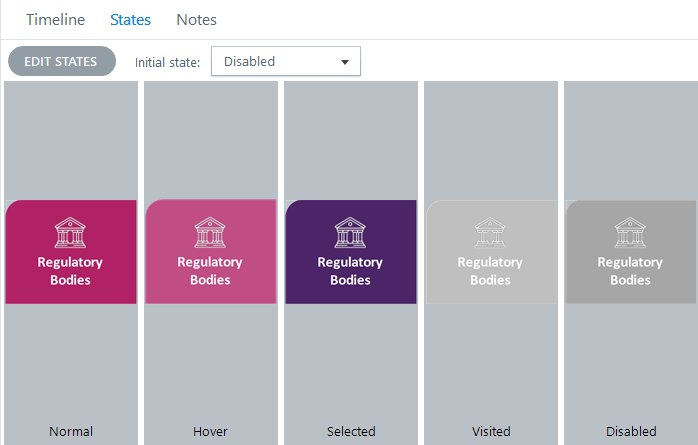 Timeline States Notes
EDIT STATES Initial state: Disabled
Regulatory
Bodies
Regulatory
Bodies
Regulatory
Bodies
Regulatory
Bodies
Regulatory
Bodies
Normal Hover Selected Visited Disabled